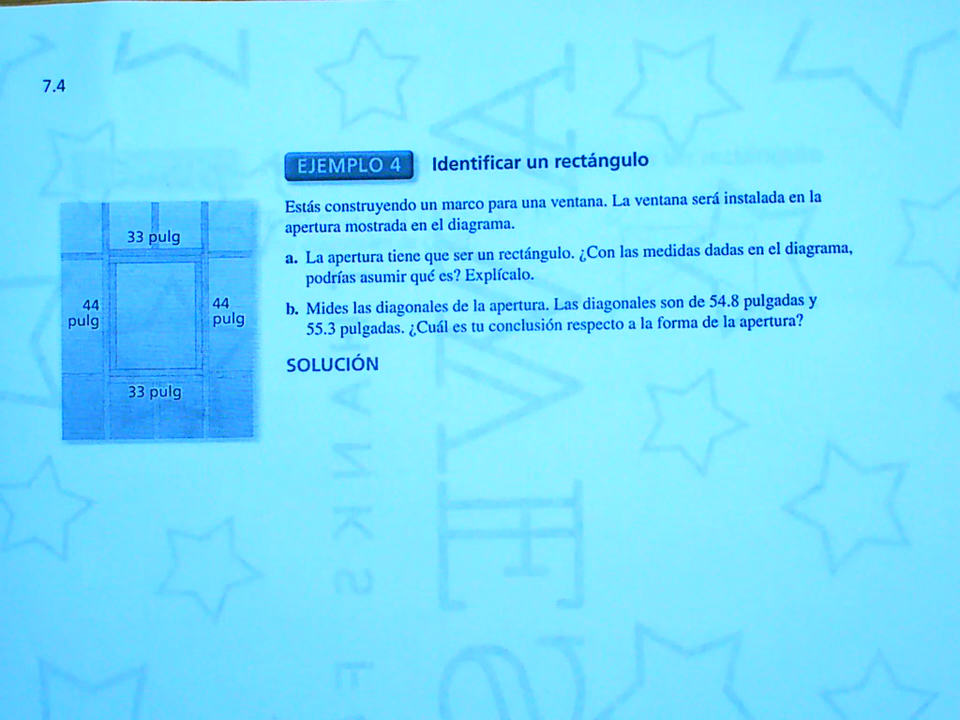 7.4
EJEMPLO 4 Identificar un rectángulo
Estás construyendo un marco para una ventana. La ventana será instalada en la
apertura mostrada en el diagrama.
a. La apertura tiene que ser un rectángulo. ¿Con las medidas dadas en el diagrama,
podrías asumir qué es? Explícalo.
b. Mides las diagonales de la apertura. Las diagonales son de 54.8 pulgadas y
55.3 pulgadas. ¿Cuál es tu conclusión respecto a la forma de la apertura?
SOLUCIÓN
33 pulg
44
pulg
44
pulg
33 pulg